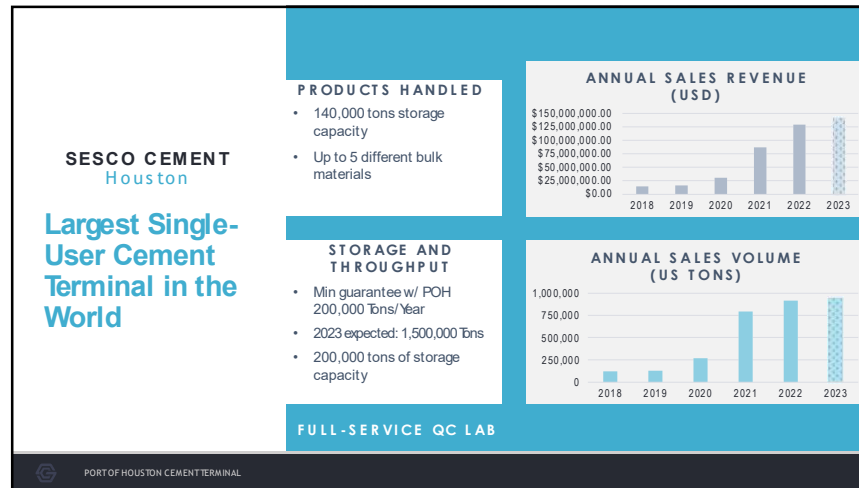 SESCO CEMENT
Houston
Largest Single-
User Cement
Terminal in the
World
PRODUCTS HANDLED
• 140,000 tons storage
capacity
• Up to 5 different bulk
materials
STORAGE AND
THROUGHPUT
• Min guarantee w/ POH
200,000 Tons/Year
• 2023 expected: 1,500,000 Tons
• 200,000 tons of storage
capacity
FULL-SERVICE QC LAB
ANNUAL SALES REVENUE
(USD)
$150,000,000.00
$125,000,000.00
$100,000,000.00
$75,000,000.00
$50,000,000.00
$25,000,000.00
$0.00
2018 2019 2020 2021 2022 2023
ANNUAL SALES VOLUME
(US TONS)
1,000,000
750,000
500,000
250,000
0
2018 2019 2020 2021 2022 2023
PORT OF HOUSTON CEMENT TERMINAL